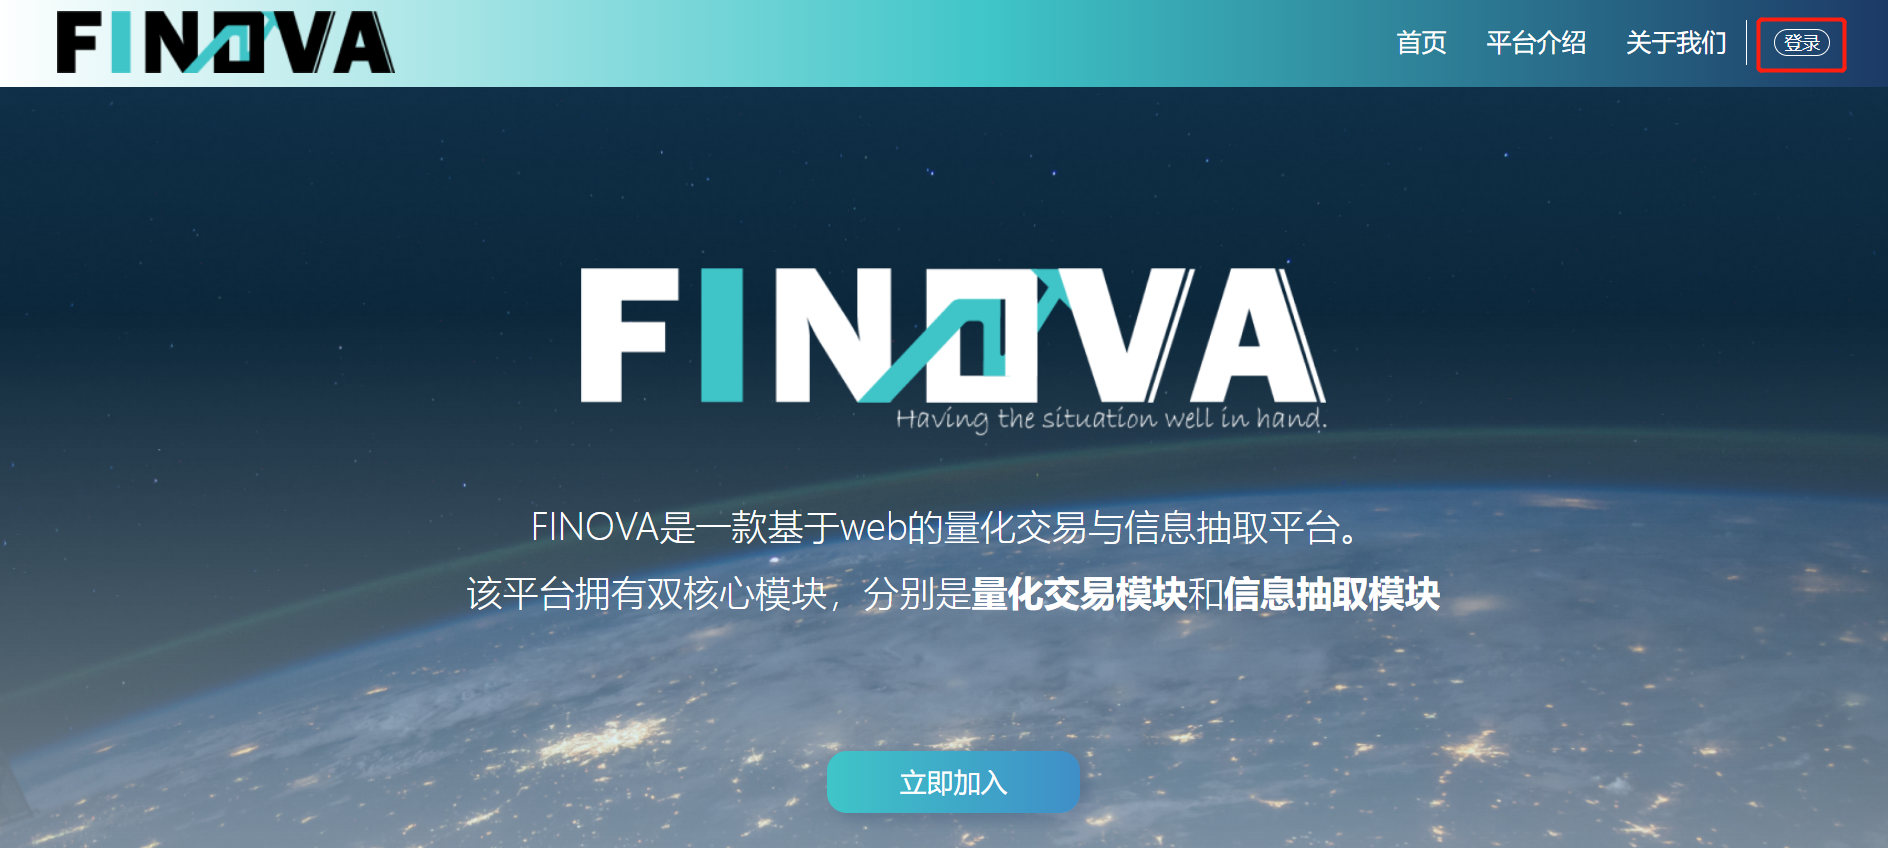 FINOVA
首页
平台介绍
关于我们
登录
FINOVA
Having the situation well in hand.
FINOVA是一款基于web的量化交易与信息抽取平台。
该平台拥有双核心模块，分别是量化交易模块和信息抽取模块
立即加入